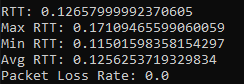 RTT: 0.12657999992370605
Max RTT: 0.17109465599060059
Min RTT: 0.11501598358154297
Avg RTT: 0.1256253719329834
Packet Loss Rate: 0.0